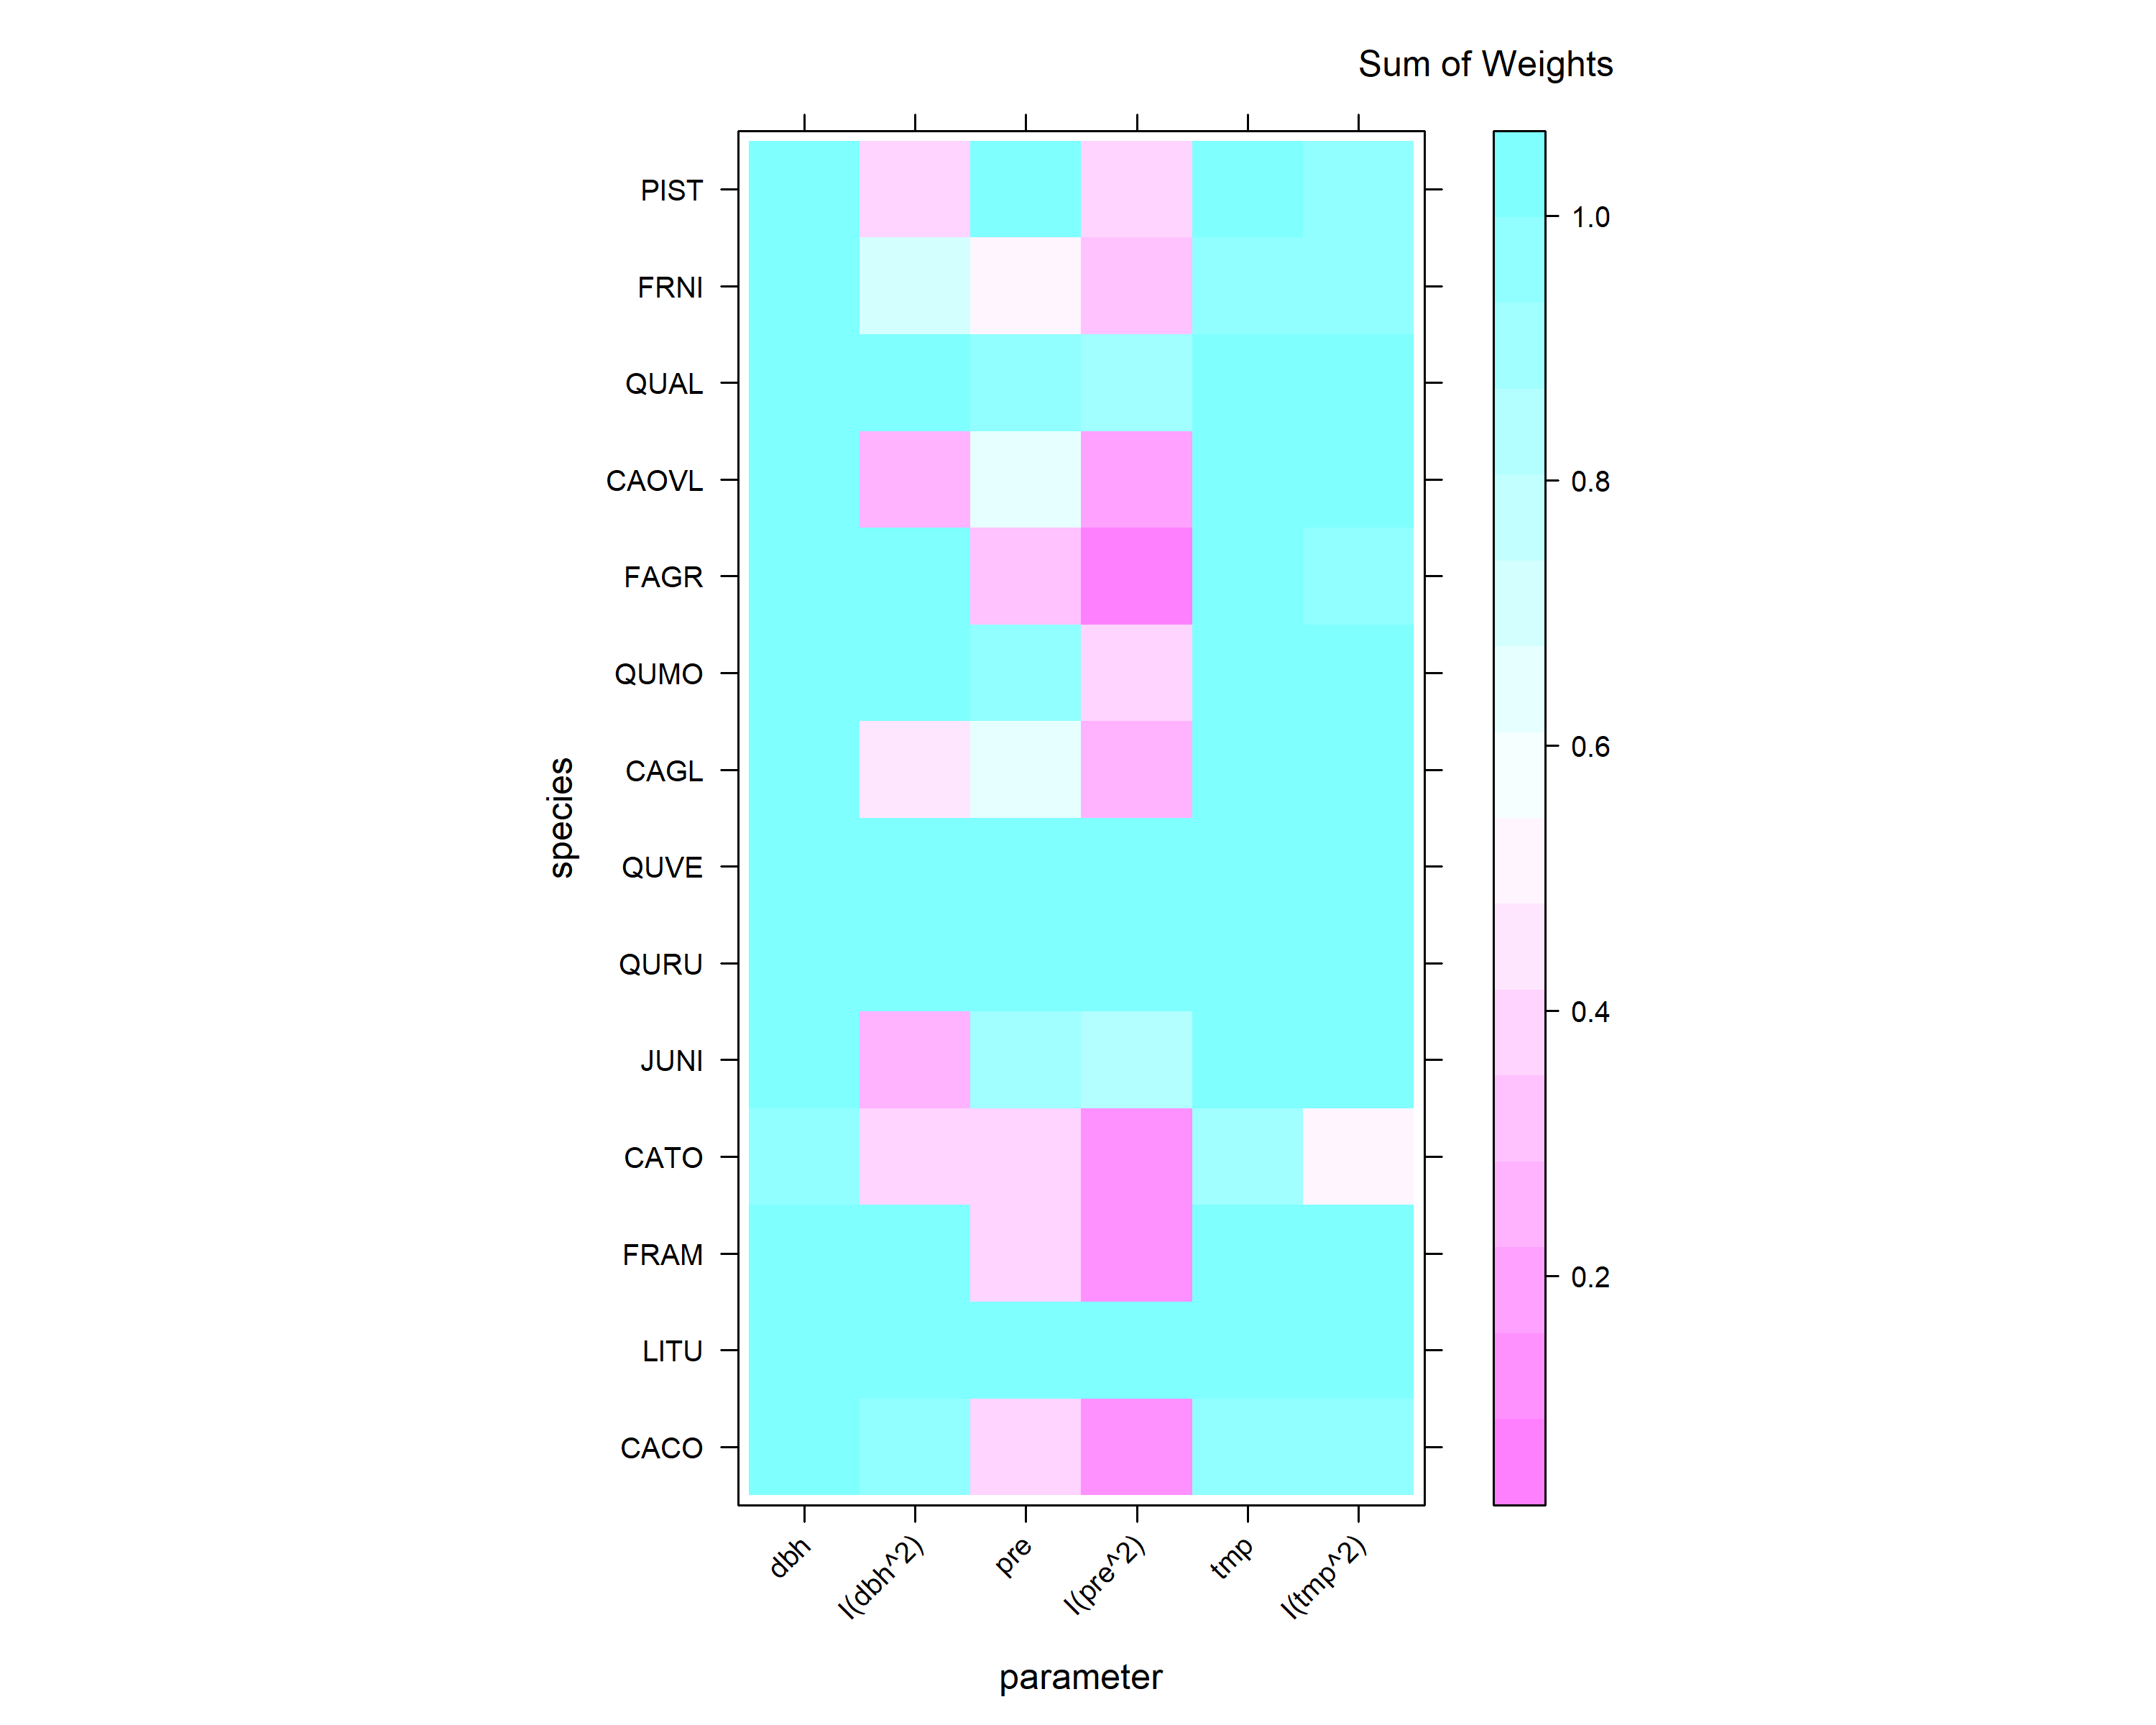 Sum of Weights
PIST
FRNI
QUAL
CAOVL
FAGR
QUMO
CAGL
QUVE
QURU
JUNI
CATO
FRAM
LITU
CACO
species
1.0
0.8
0.6
0.4
0.2
dbh
I(dbh^2)
pre
I(pre^2)
tmp
I(tmp^2)
parameter